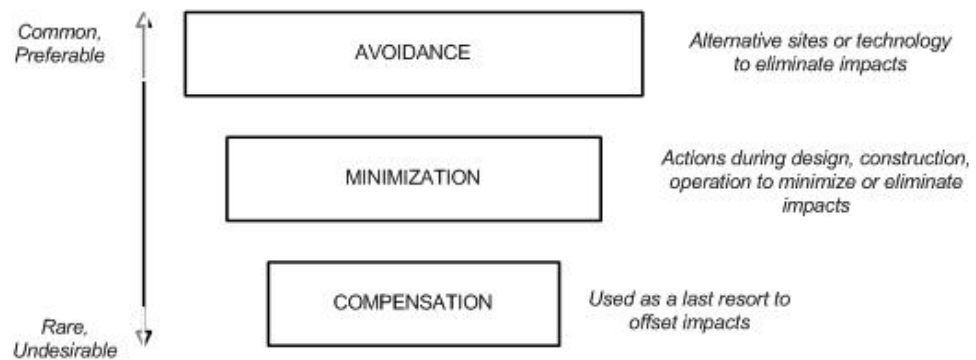 Common,
Preferable
AVOIDANCE
Alternative sites or technology
to eliminate impacts
MINIMIZATION
Actions during design, construction,
operation to minimize or eliminate
impacts
COMPENSATION
Used as a last resort to
offset impacts
Rare,
Undesirable